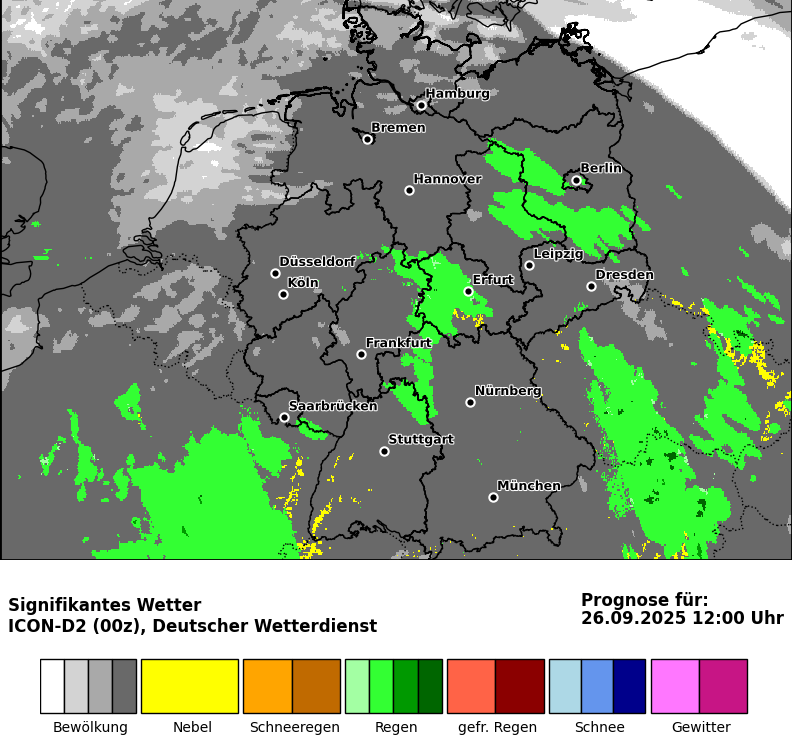 Hamburg
Bremen
Berlin
Hannover
Leipzig
Düsseldorf
Erfurt
Dresden
Köln
Frankfurt
Nürnberg
Saarbrücken
Stuttgart
München
Signifikantes Wetter
ICON-D2 (00z), Deutscher Wetterdienst
Prognose für:
26.09.2025 12:00 Uhr
Bewölkung Nebel Schneeregen Regen gefr. Regen Schnee Gewitter